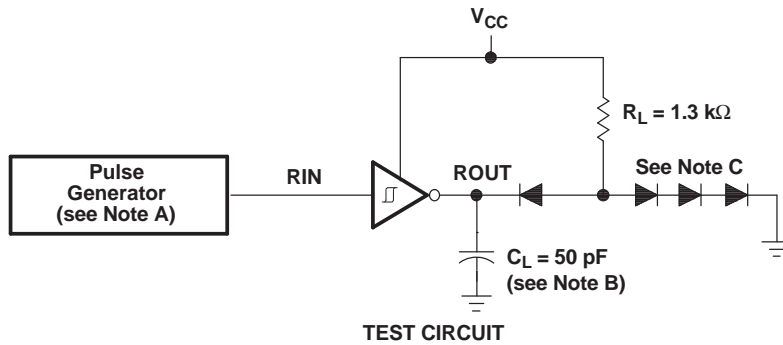 VCC
RL = 1.3 kΩ
Pulse
Generator
(see Note A)
RIN
ROUT
See Note C
CL = 50 pF
(see Note B)
TEST CIRCUIT